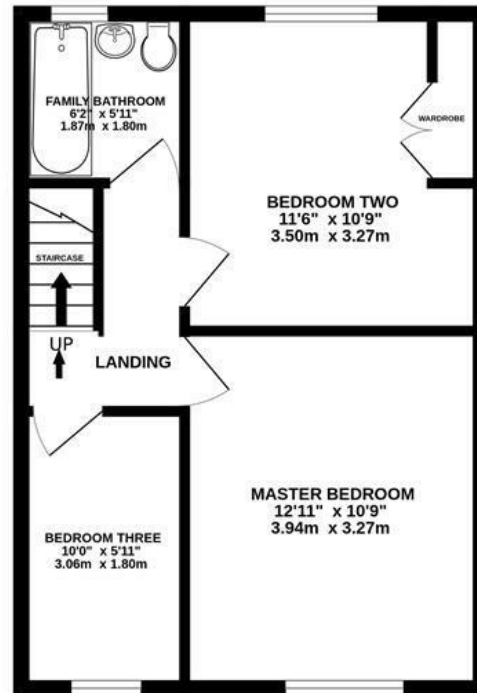 FAMILY BATHROOM
6'2" x 5'11"
1.87m x 1.80m
WARDROBE
BEDROOM TWO
11'6" x 10'9"
3.50m x 3.27m
STAIRCASE
UP
LANDING
MASTER BEDROOM
12'11" x 10'9"
3.94m x 3.27m
BEDROOM THREE
10'0" x 5'11"
3.06m x 1.80m